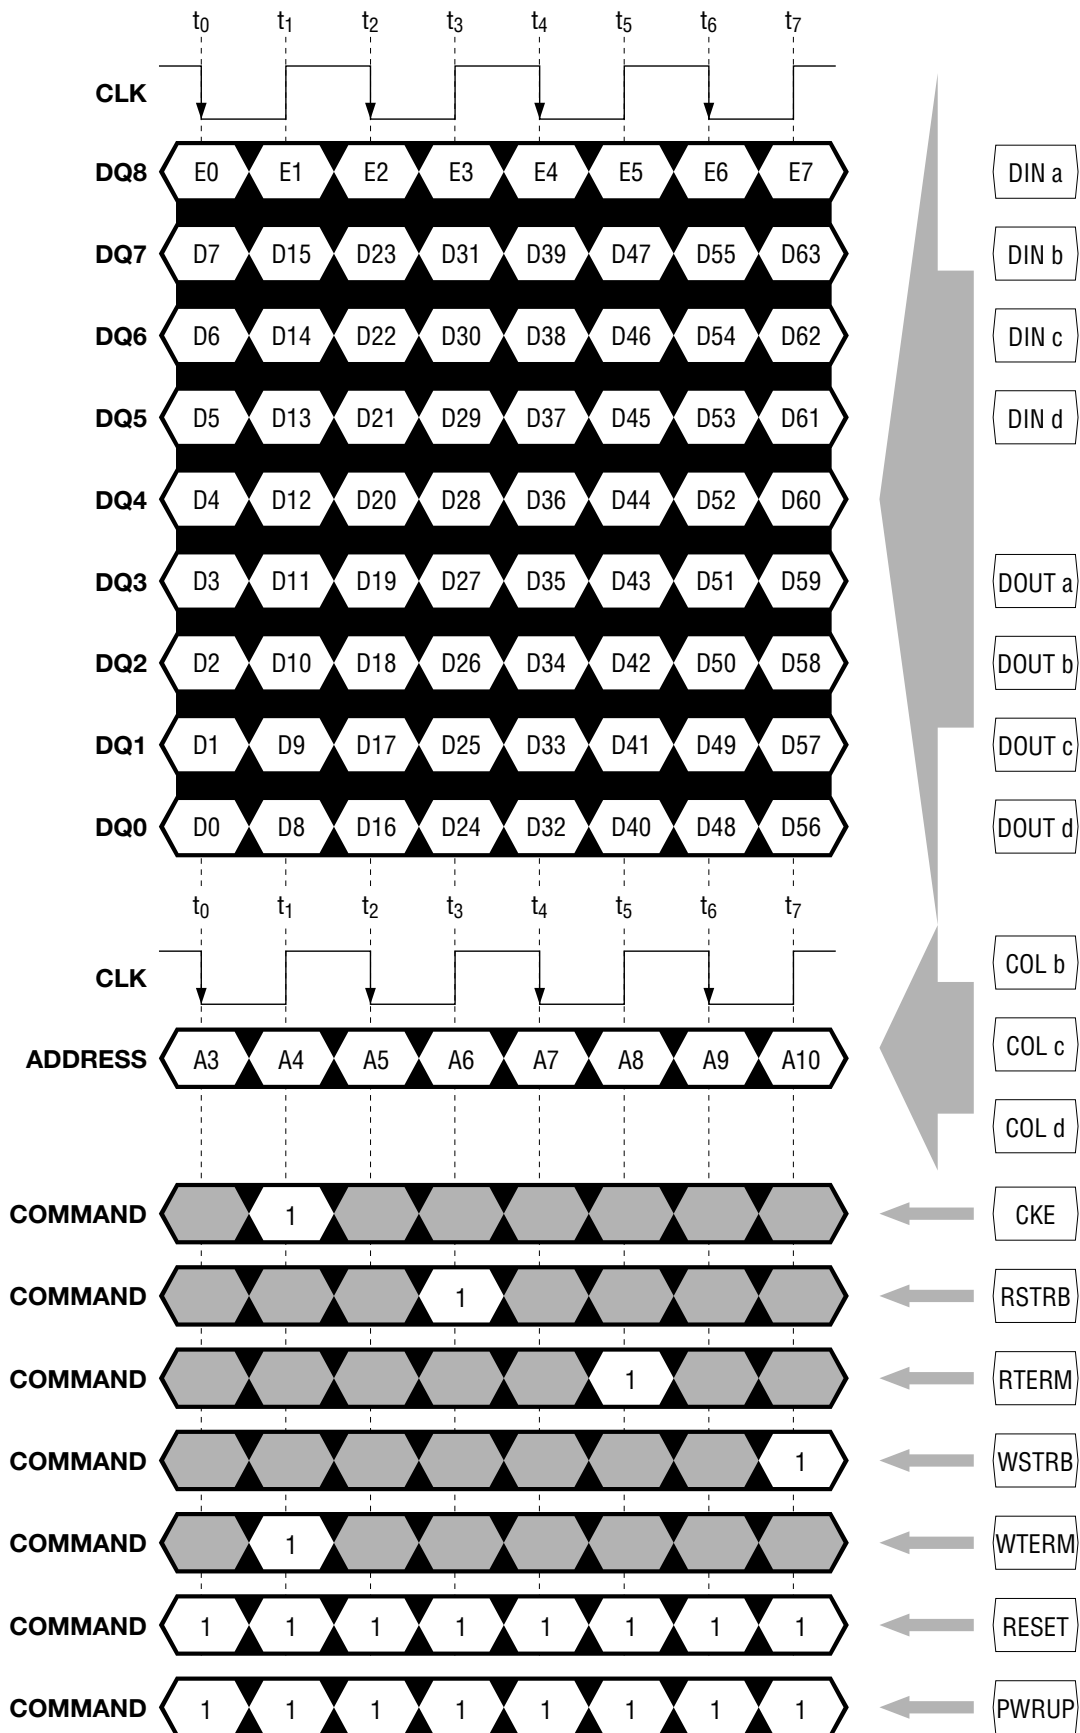 t0 t1 t2 t3 t4 t5 t6 t7
CLK
DQ8 E0 E1 E2 E3 E4 E5 E6 E7 DIN a
DQ7 D7 D15 D23 D31 D39 D47 D55 D63 DIN b
DQ6 D6 D14 D22 D30 D38 D46 D54 D62 DIN c
DQ5 D5 D13 D21 D29 D37 D45 D53 D61 DIN d
DQ4 D4 D12 D20 D28 D36 D44 D52 D60
DQ3 D3 D11 D19 D27 D35 D43 D51 D59 DOUT a
DQ2 D2 D10 D18 D26 D34 D42 D50 D58 DOUT b
DQ1 D1 D9 D17 D25 D33 D41 D49 D57 DOUT c
DQ0 D0 D8 D16 D24 D32 D40 D48 D56 DOUT d
t0 t1 t2 t3 t4 t5 t6 t7
CLK COL b
ADDRESS A3 A4 A5 A6 A7 A8 A9 A10 COL c
COL d
COMMAND 1 CKE
COMMAND 1 RSTRB
COMMAND 1 RTERM
COMMAND 1 WSTRB
COMMAND 1 WTERM
COMMAND 1 1 1 1 1 1 1 1 RESET
COMMAND 1 1 1 1 1 1 1 1 PWRUP